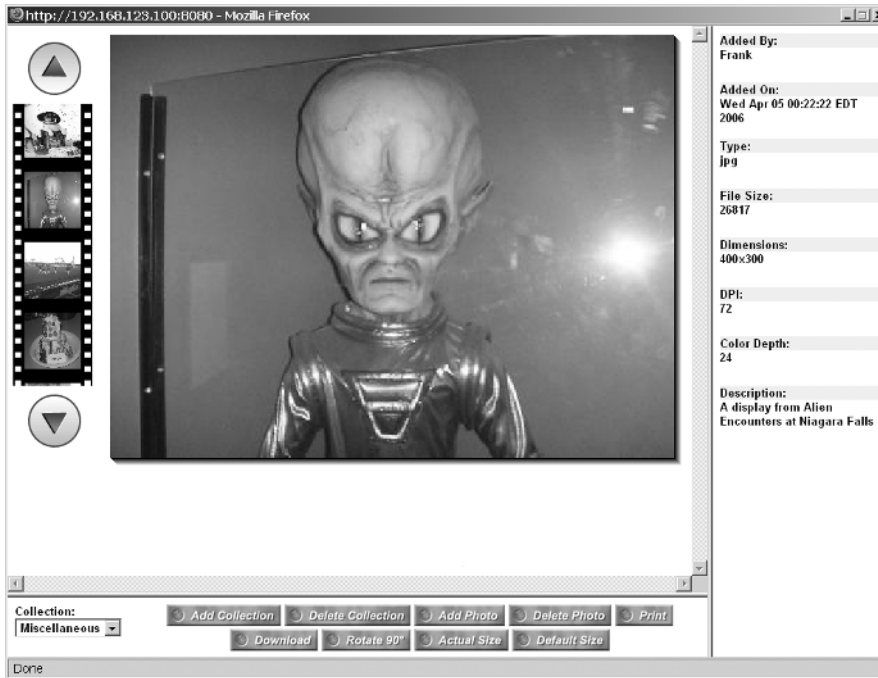 http://192.168.123.100:8080 - Mozilla Firefox
Added By:
Frank
Added On:
Wed Apr 05 00:22:22 EDT
2006
Type:
jpg
File Size:
26817
Dimensions:
400x300
DPI:
72
Color Depth:
24
Description:
A display from Alien
Encounters at Niagara Falls
Collection:
Miscellaneous
Add Collection
Delete Collection
Add Photo
Delete Photo
Print
Download
Rotate 90°
Actual Size
Default Size
Done